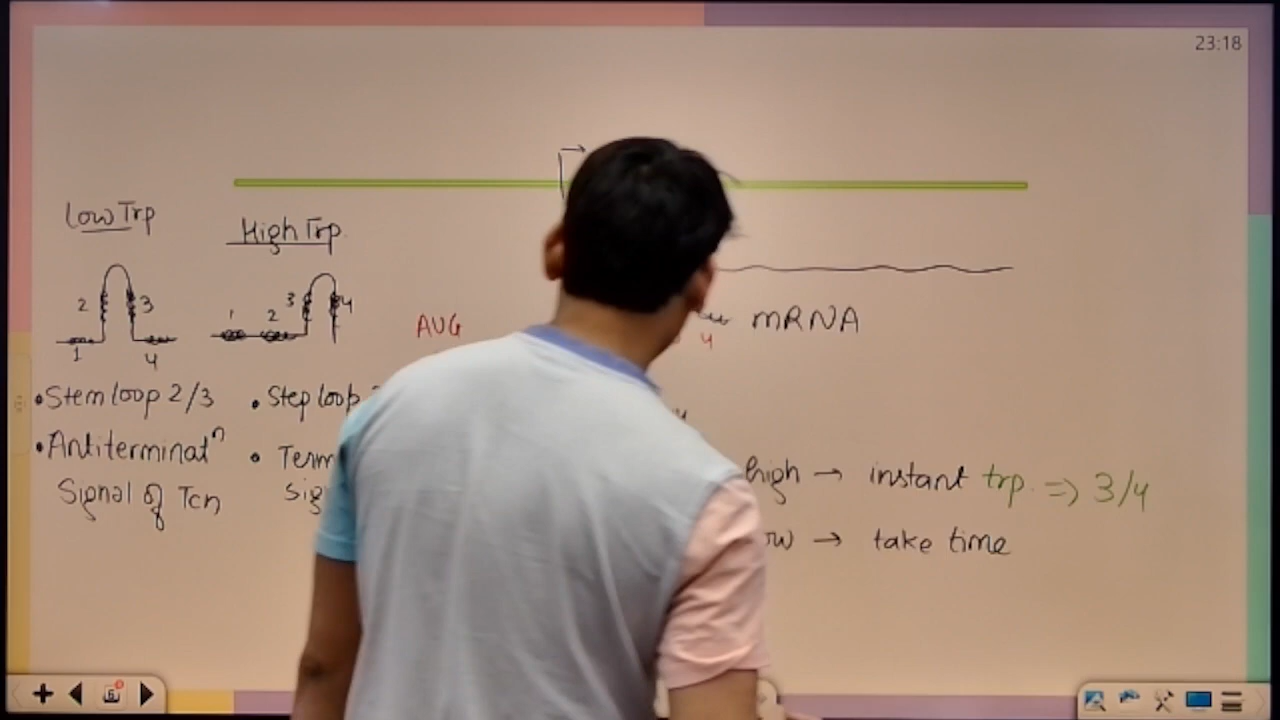 23:18
Low Trp
High Trp
2 3
1 4
1 2 3 4
AUG
mRNA
4
• Stem loop 2/3
• Step loop
• Antiterminatⁿ
Signal of Tcn
• Term
Sig
high → instant trp. => 3/4
ow → take time